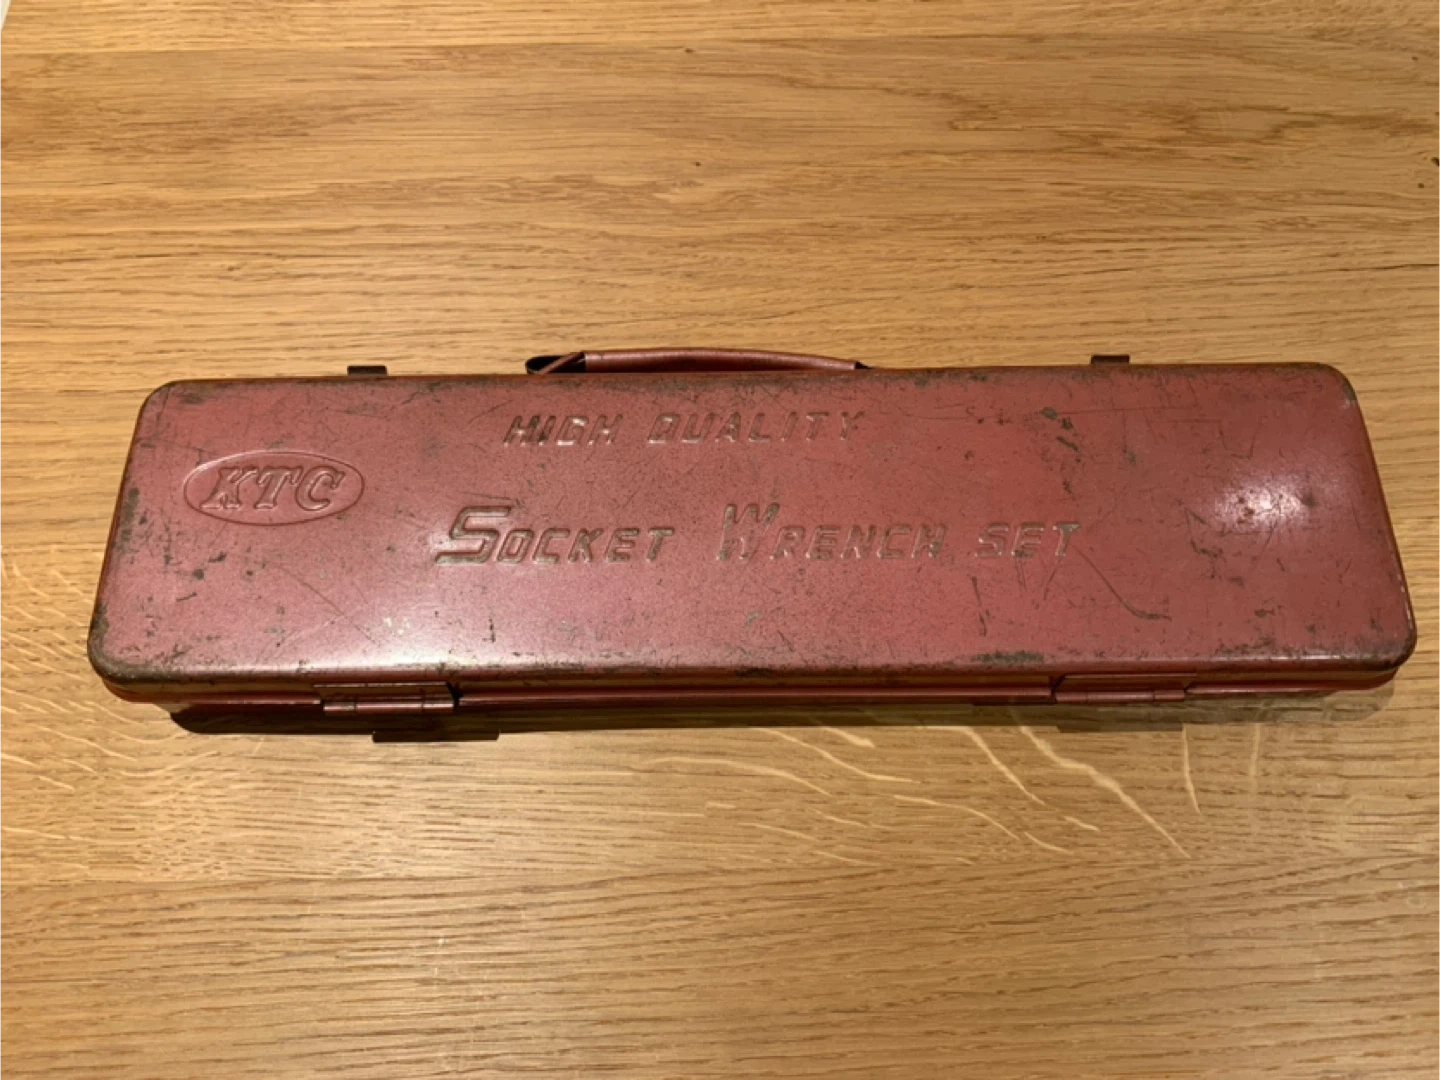 HIGH QUALITY
KTC
SOCKET WRENCH SET